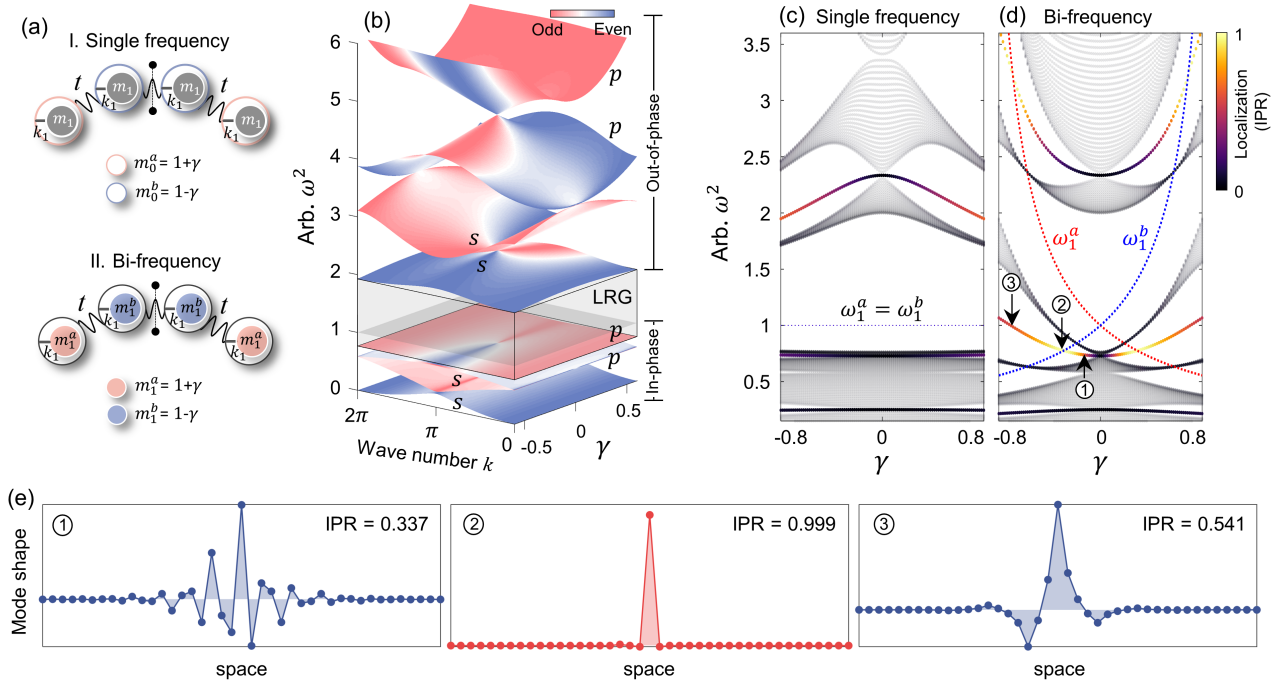 (a)
I. Single frequency
t
t
m₁
m₁
k₁
k₁
m₁
m₁
k₁
k₁
m₀ᵃ = 1+γ
m₀ᵇ = 1-γ
II. Bi-frequency
t
t
m₁ᵇ
m₁ᵇ
k₁
k₁
m₁ᵃ
m₁ᵃ
k₁
k₁
m₁ᵃ = 1+γ
m₁ᵇ = 1-γ
(b)
Odd
Even
Arb. ω²
6
5
4
3
2
1
0
p
p
s
s
LRG
p
p
s
s
Out-of-phase
In-phase
2π
π
0
Wave number k
-0.5
0
0.5
γ
(c)
Single frequency
Arb. ω²
3.5
3
2.5
2
1.5
1
0.5
ω₁ᵃ = ω₁ᵇ
-0.8
0
0.8
γ
(d)
Bi-frequency
ω₁ᵃ
ω₁ᵇ
③
②
①
-0.8
0
0.8
γ
1
0
Localization
(IPR)
(e)
Mode shape
①
IPR = 0.337
space
②
IPR = 0.999
space
③
IPR = 0.541
space